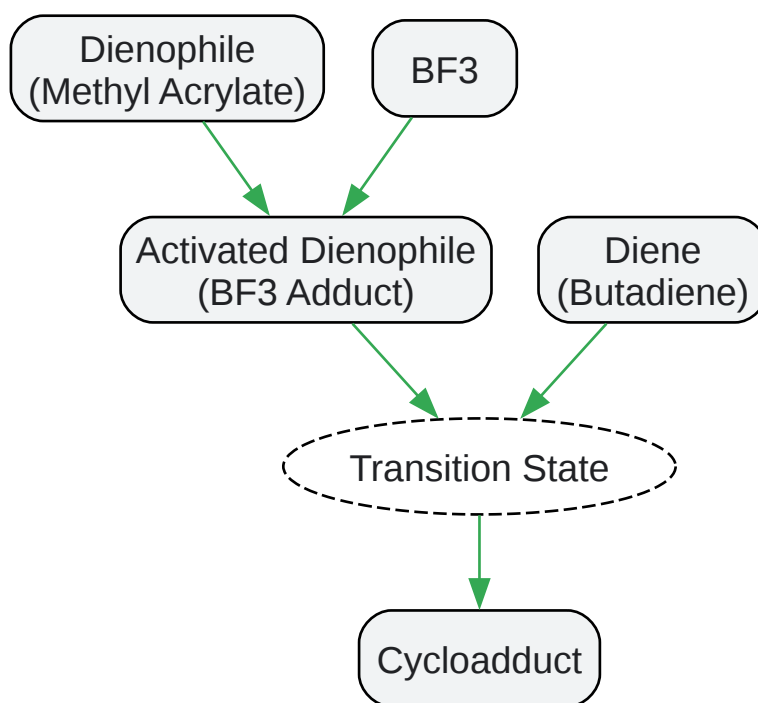 Dienophile
(Methyl Acrylate)
BF3
Activated Dienophile
(BF3 Adduct)
Diene
(Butadiene)
Transition State
Cycloadduct